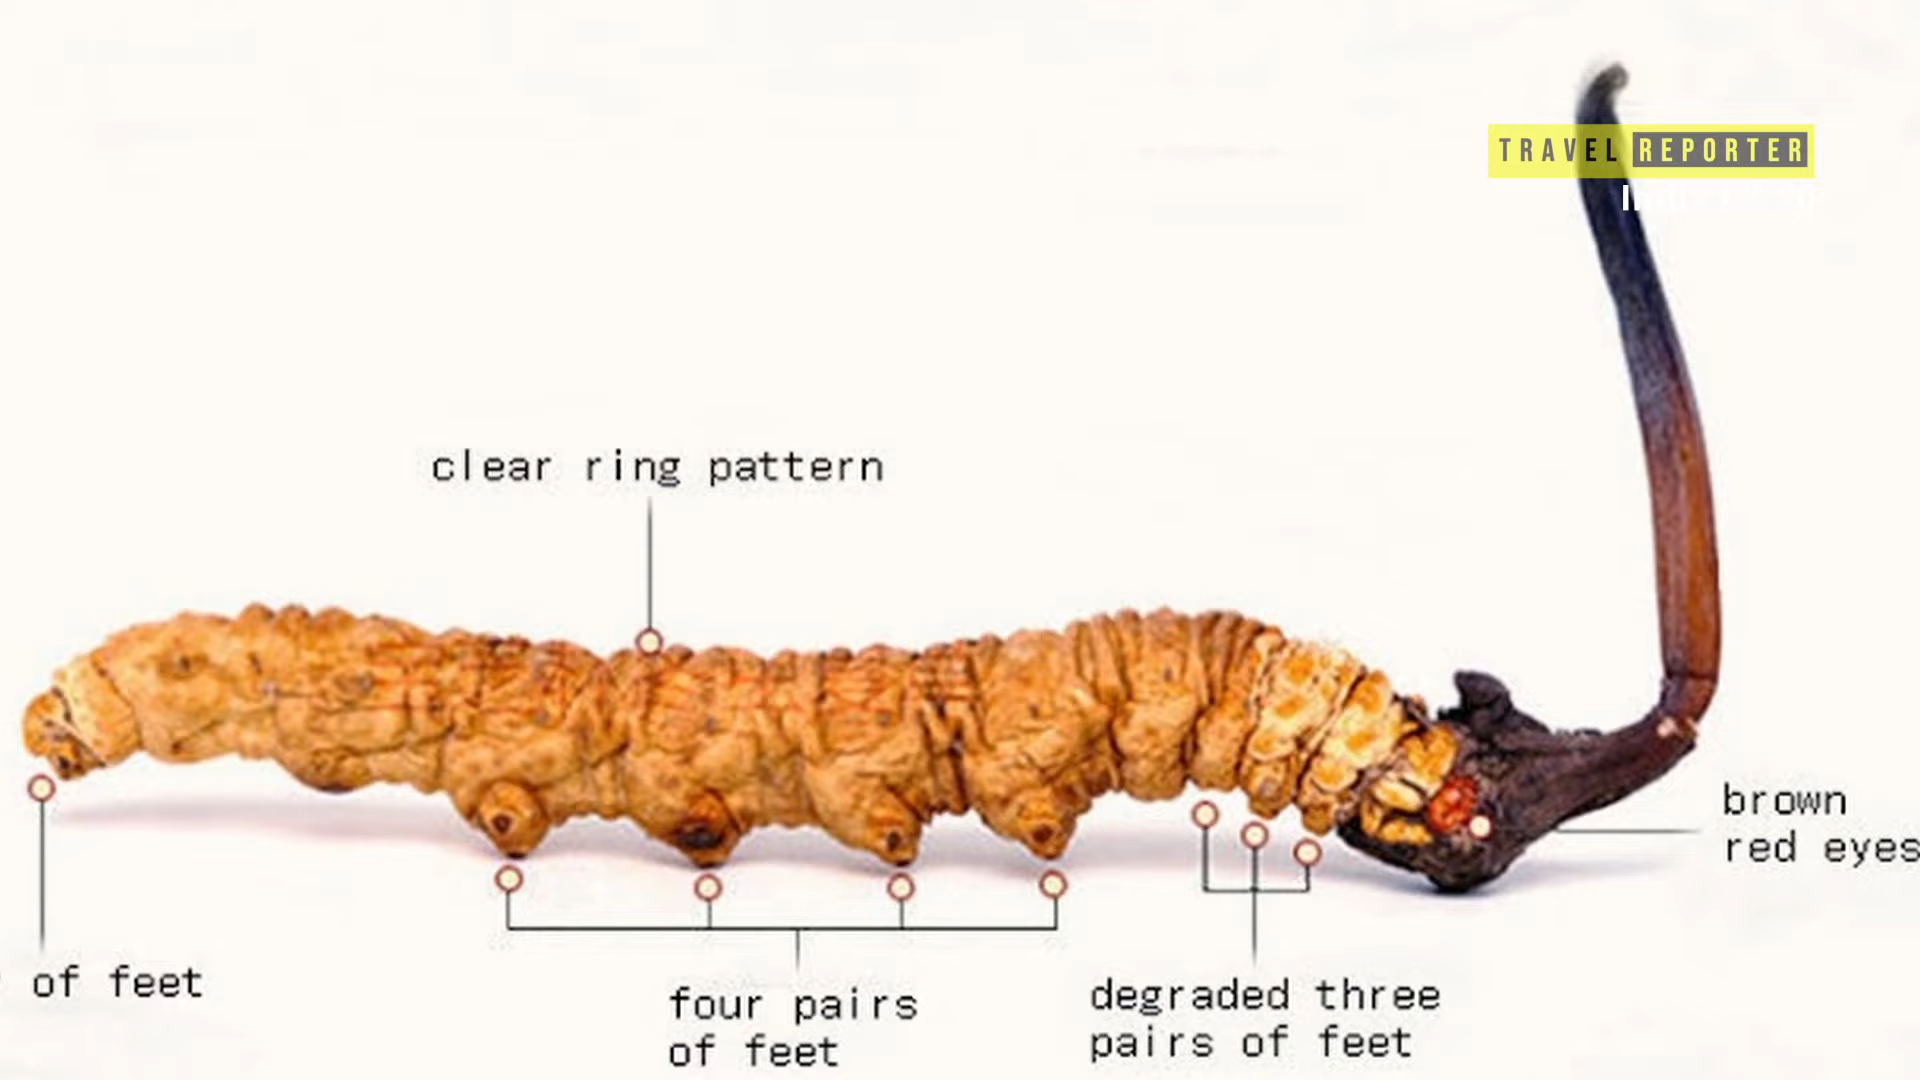 TRAVEL REPORTER
clear ring pattern
brown
red eyes
of feet
four pairs
of feet
degraded three
pairs of feet